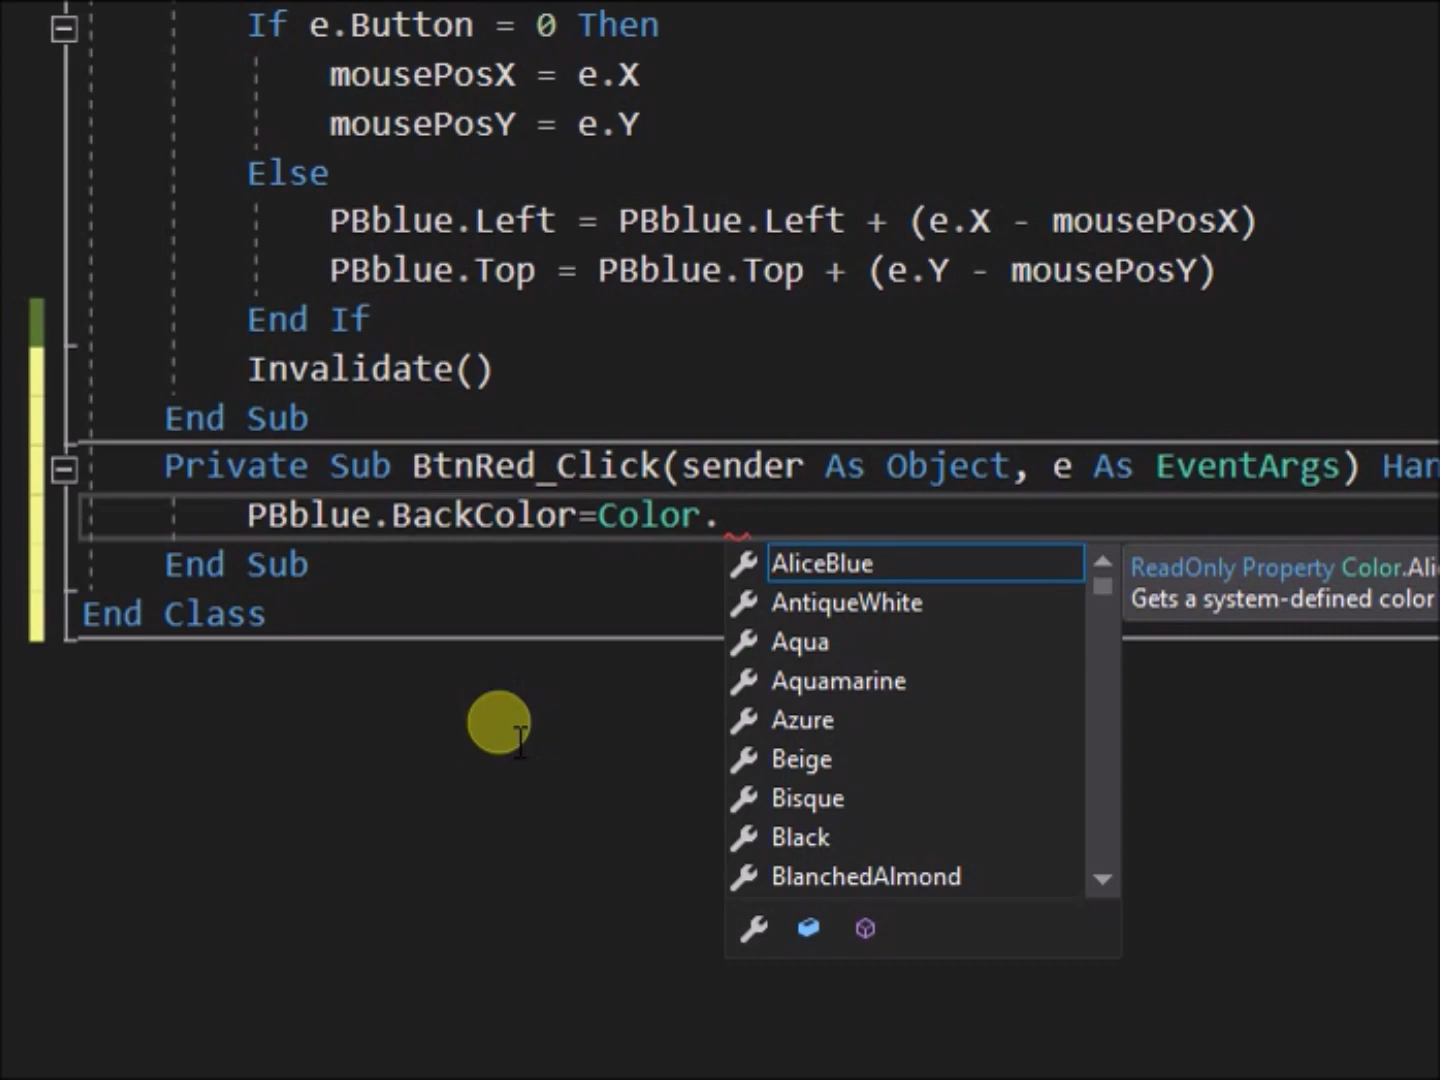 If e.Button = 0 Then
mousePosX = e.X
mousePosY = e.Y
Else
PBblue.Left = PBblue.Left + (e.X - mousePosX)
PBblue.Top = PBblue.Top + (e.Y - mousePosY)
End If
Invalidate()
End Sub
Private Sub BtnRed_Click(sender As Object, e As EventArgs) Han
PBblue.BackColor=Color.
End Sub
End Class
AliceBlue
AntiqueWhite
Aqua
Aquamarine
Azure
Beige
Bisque
Black
BlanchedAlmond
ReadOnly Property Color.Ali
Gets a system-defined color